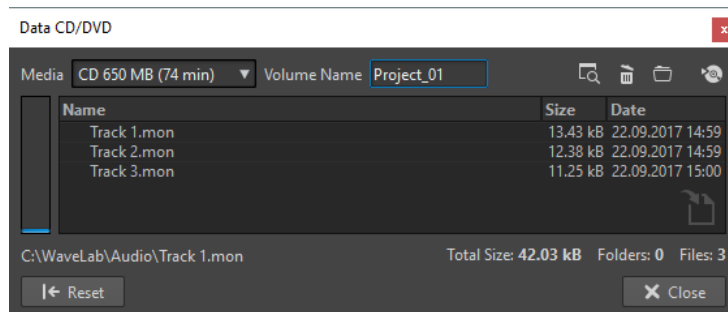 Data CD/DVD
x
Media CD 650 MB (74 min) Volume Name Project_01
Name Size Date
Track 1.mon 13.43 kB 22.09.2017 14:59
Track 2.mon 12.38 kB 22.09.2017 14:59
Track 3.mon 11.25 kB 22.09.2017 15:00
C:\WaveLab\Audio\Track 1.mon Total Size: 42.03 kB Folders: 0 Files: 3
Reset Close